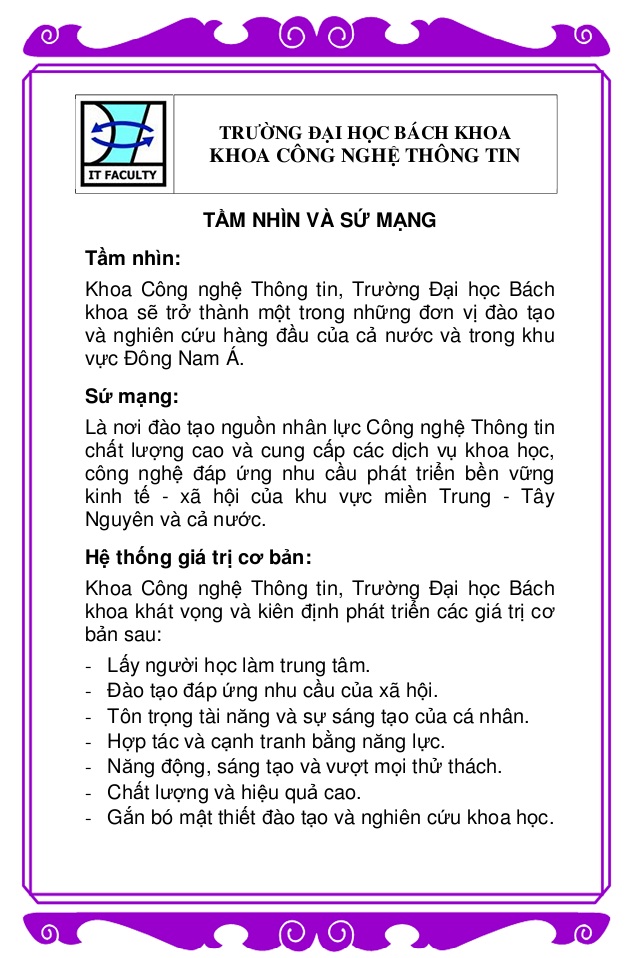 IT FACULTY
TRƯỜNG ĐẠI HỌC BÁCH KHOA
KHOA CÔNG NGHỆ THÔNG TIN
TẦM NHÌN VÀ SỨ MẠNG
Tầm nhìn:
Khoa Công nghệ Thông tin, Trường Đại học Bách
khoa sẽ trở thành một trong những đơn vị đào tạo
và nghiên cứu hàng đầu của cả nước và trong khu
vực Đông Nam Á.
Sứ mạng:
Là nơi đào tạo nguồn nhân lực Công nghệ Thông tin
chất lượng cao và cung cấp các dịch vụ khoa học,
công nghệ đáp ứng nhu cầu phát triển bền vững
kinh tế - xã hội của khu vực miền Trung - Tây
Nguyên và cả nước.
Hệ thống giá trị cơ bản:
Khoa Công nghệ Thông tin, Trường Đại học Bách
khoa khát vọng và kiên định phát triển các giá trị cơ
bản sau:
- Lấy người học làm trung tâm.
- Đào tạo đáp ứng nhu cầu của xã hội.
- Tôn trọng tài năng và sự sáng tạo của cá nhân.
- Hợp tác và cạnh tranh bằng năng lực.
- Năng động, sáng tạo và vượt mọi thử thách.
- Chất lượng và hiệu quả cao.
- Gắn bó mật thiết đào tạo và nghiên cứu khoa học.